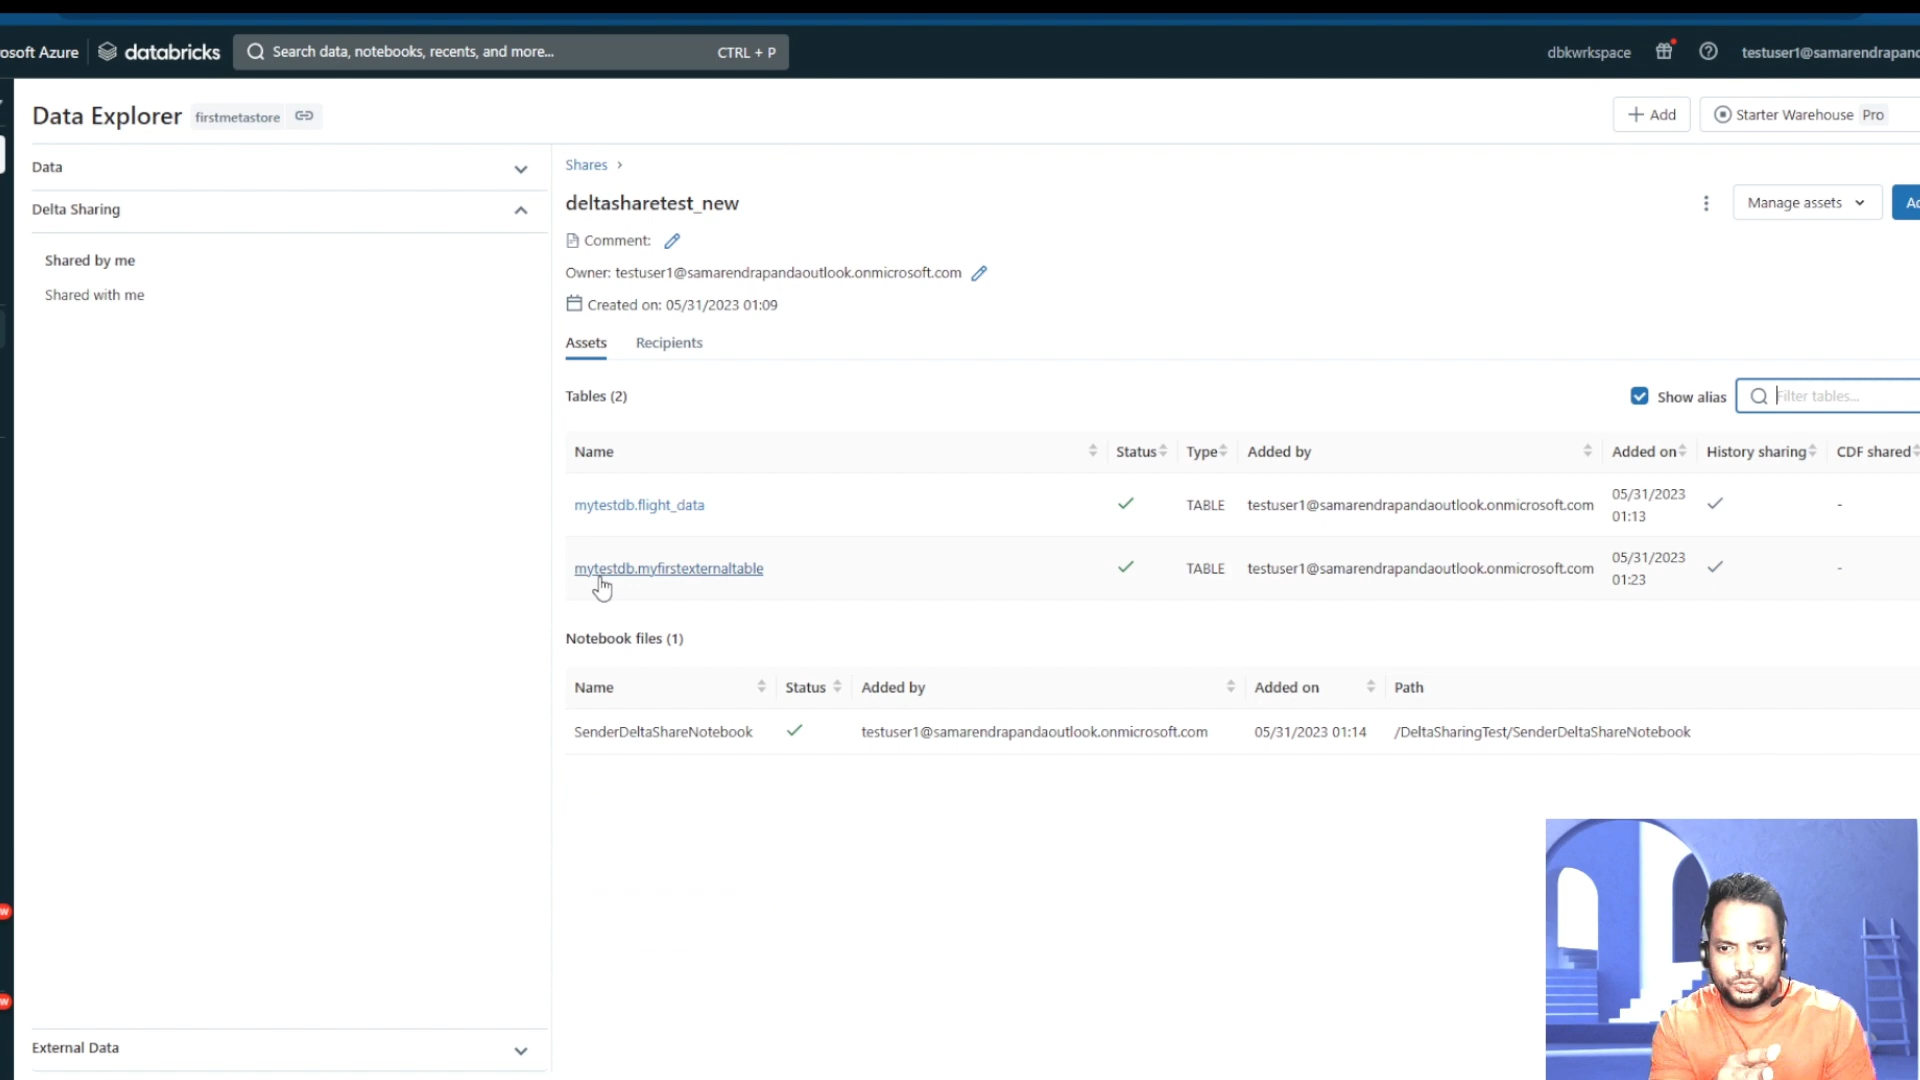 osoft Azure databricks Search data, notebooks, recents, and more... CTRL + P dbkwrkspace testuser1@samarendrapand
Data Explorer firstmetastore + Add Starter Warehouse Pro
Data
Delta Sharing
Shared by me
Shared with me
External Data
Shares ›
deltasharetest_new Manage assets Ad
Comment:
Owner: testuser1@samarendrapandaoutlook.onmicrosoft.com
Created on: 05/31/2023 01:09
Assets Recipients
Tables (2) Show alias Filter tables...
Name Status Type Added by Added on History sharing CDF shared
mytestdb.flight_data TABLE testuser1@samarendrapandaoutlook.onmicrosoft.com 05/31/2023 01:13 -
mytestdb.myfirstexternaltable TABLE testuser1@samarendrapandaoutlook.onmicrosoft.com 05/31/2023 01:23 -
Notebook files (1)
Name Status Added by Added on Path
SenderDeltaShareNotebook testuser1@samarendrapandaoutlook.onmicrosoft.com 05/31/2023 01:14 /DeltaSharingTest/SenderDeltaShareNotebook